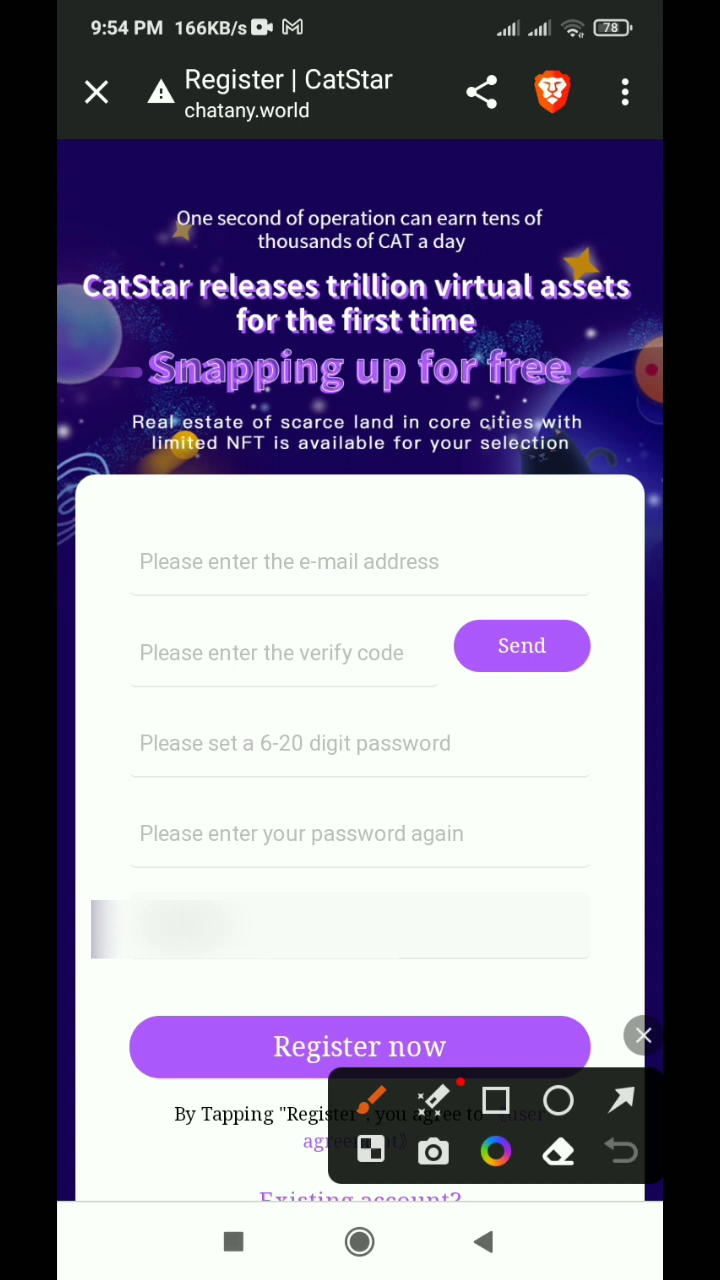 9:54 PM 166KB/s 78
Register | CatStar
chatany.world
One second of operation can earn tens of
thousands of CAT a day
CatStar releases trillion virtual assets
for the first time
Snapping up for free
Real estate of scarce land in core cities with
limited NFT is available for your selection
Please enter the e-mail address
Please enter the verify code
Send
Please set a 6-20 digit password
Please enter your password again
Register now
By Tapping "Register", you agree to 《user
agreement》
Existing account?